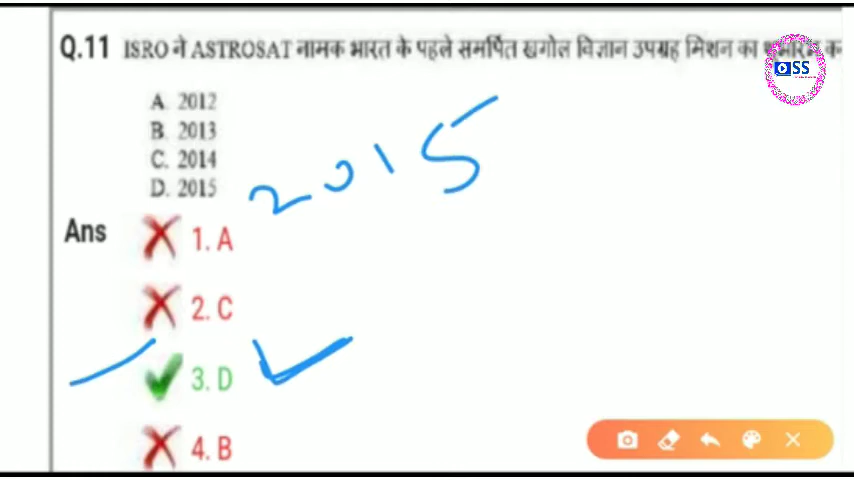 Q.11 ISRO ने ASTROSAT नामक भारत के पहले समर्पित खगोल विज्ञान उपग्रह मिशन का
OSS
A. 2012
B. 2013
C. 2014
D. 2015
2015
Ans
1. A
2. C
3. D
4. B